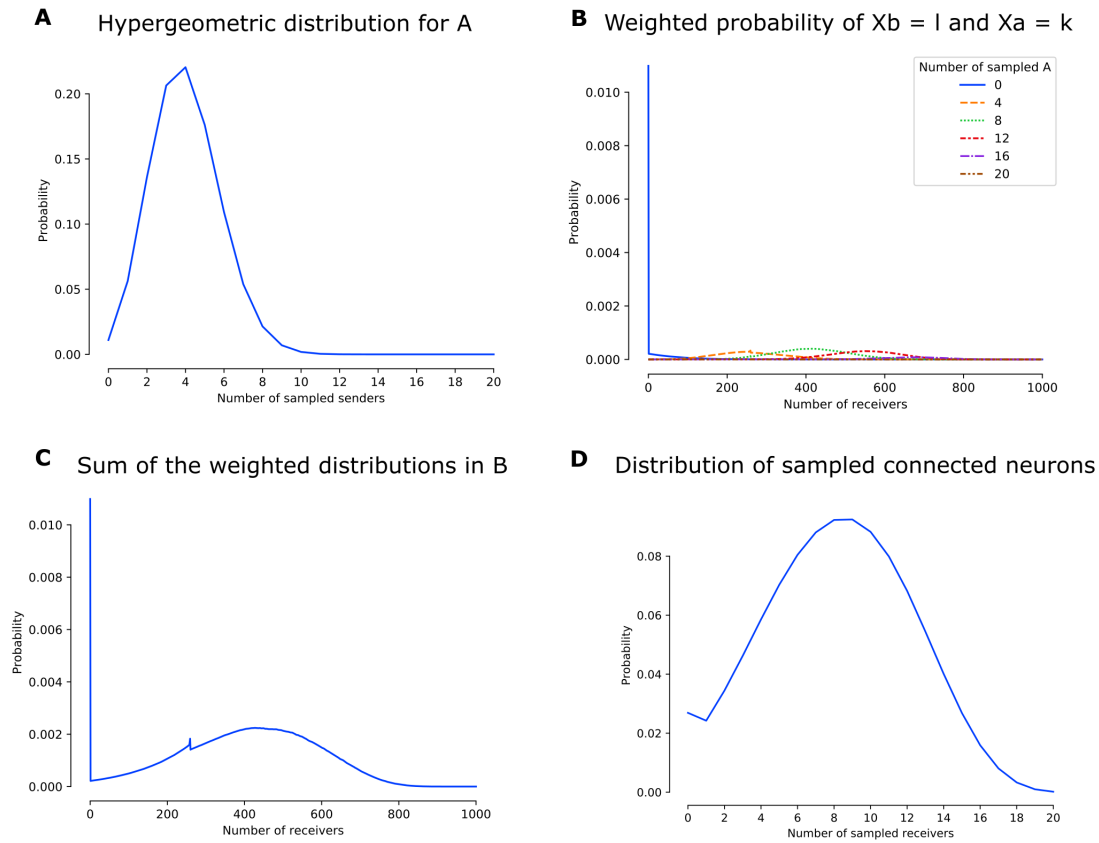 A Hypergeometric distribution for A
0.20
0.15
0.10
0.05
0.00
Probability
0 2 4 6 8 10 12 14 16 18 20
Number of sampled senders
B Weighted probability of Xb = l and Xa = k
Number of sampled A
0
4
8
12
16
20
0.010
0.008
0.006
0.004
0.002
0.000
Probability
0 200 400 600 800 1000
Number of receivers
C Sum of the weighted distributions in B
0.010
0.008
0.006
0.004
0.002
0.000
Probability
0 200 400 600 800 1000
Number of receivers
D Distribution of sampled connected neurons
0.08
0.06
0.04
0.02
0.00
Probability
0 2 4 6 8 10 12 14 16 18 20
Number of sampled receivers